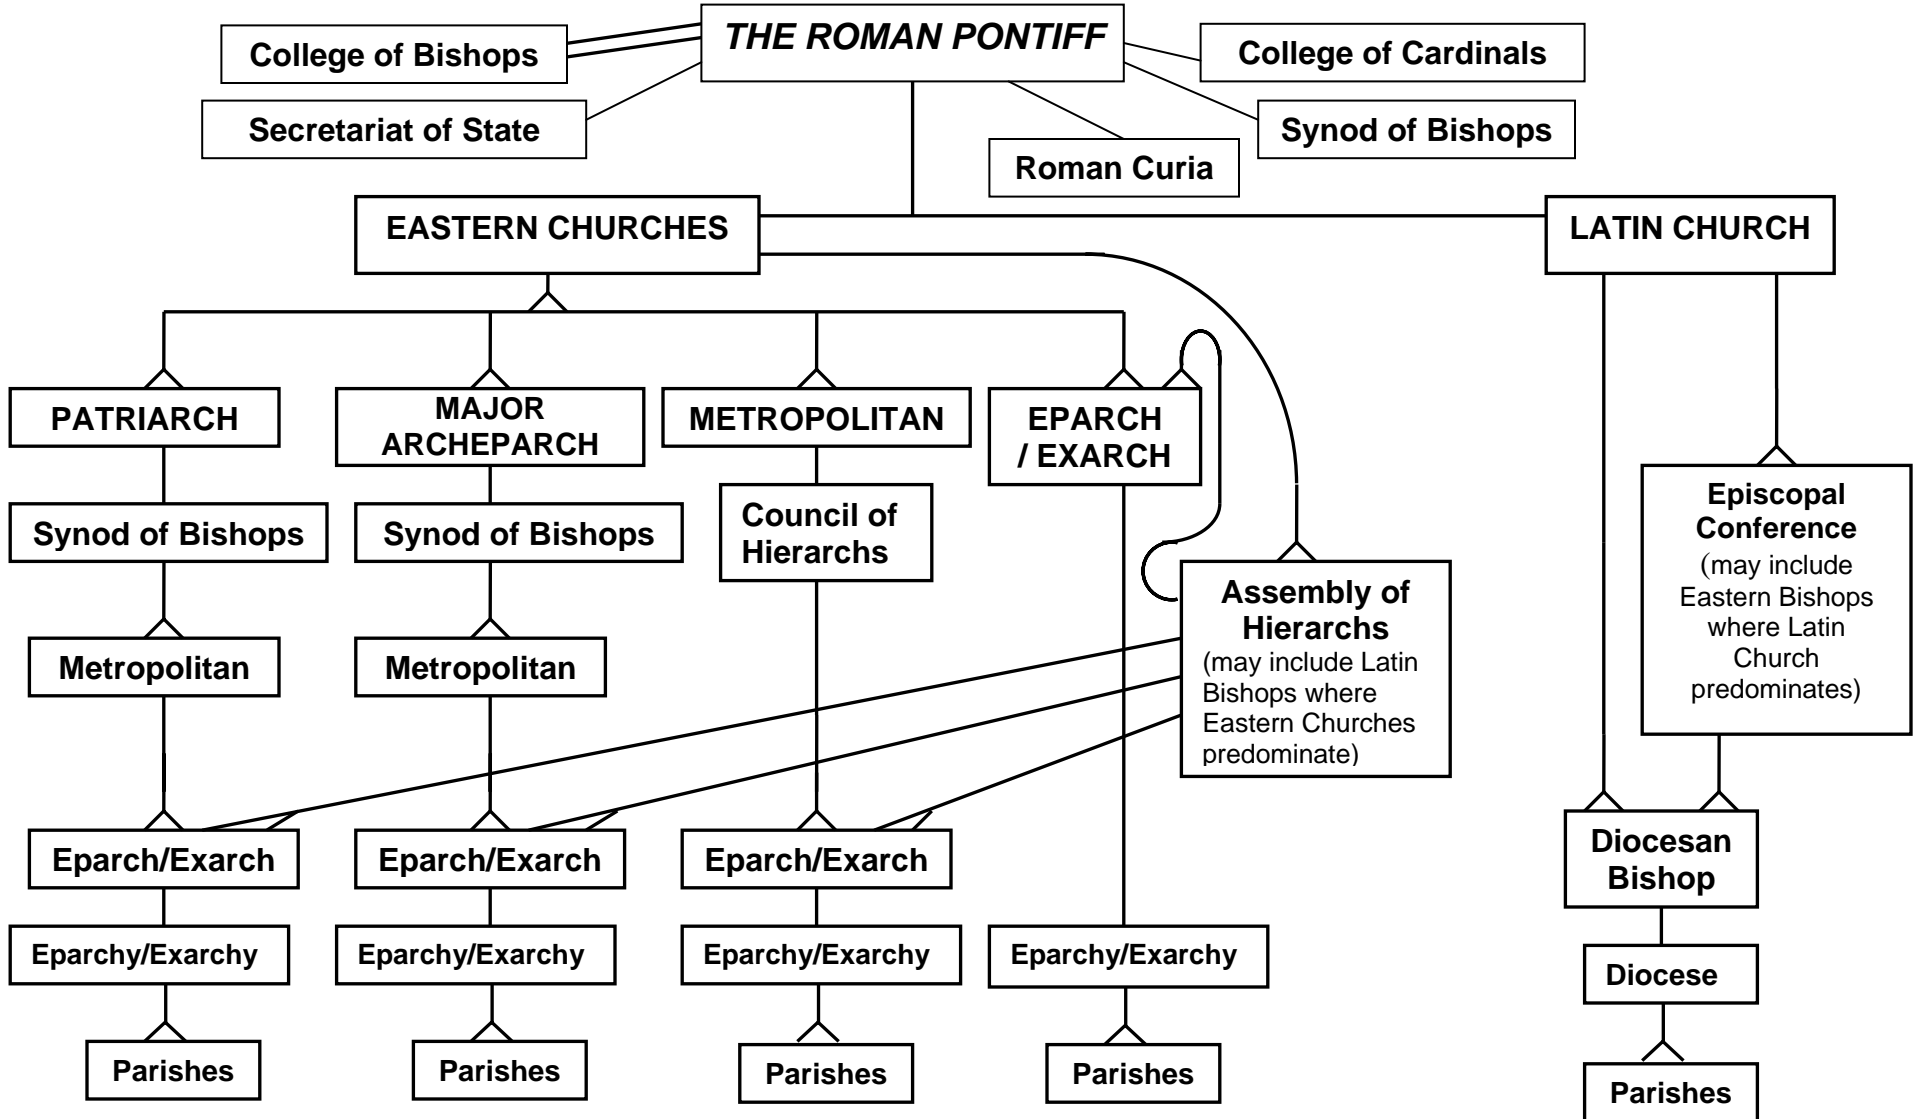 THE ROMAN PONTIFF
College of Bishops
College of Cardinals
Secretariat of State
Synod of Bishops
Roman Curia
EASTERN CHURCHES
LATIN CHURCH
PATRIARCH
MAJOR
ARCHEPARCH
METROPOLITAN
EPARCH
/ EXARCH
Synod of Bishops
Synod of Bishops
Council of
Hierarchs
Assembly of
Hierarchs
(may include Latin
Bishops where
Eastern Churches
predominate)
Episcopal
Conference
(may include
Eastern Bishops
where Latin
Church
predominates)
Metropolitan
Metropolitan
Eparch/Exarch
Eparch/Exarch
Eparch/Exarch
Diocesan
Bishop
Eparchy/Exarchy
Eparchy/Exarchy
Eparchy/Exarchy
Eparchy/Exarchy
Diocese
Parishes
Parishes
Parishes
Parishes
Parishes